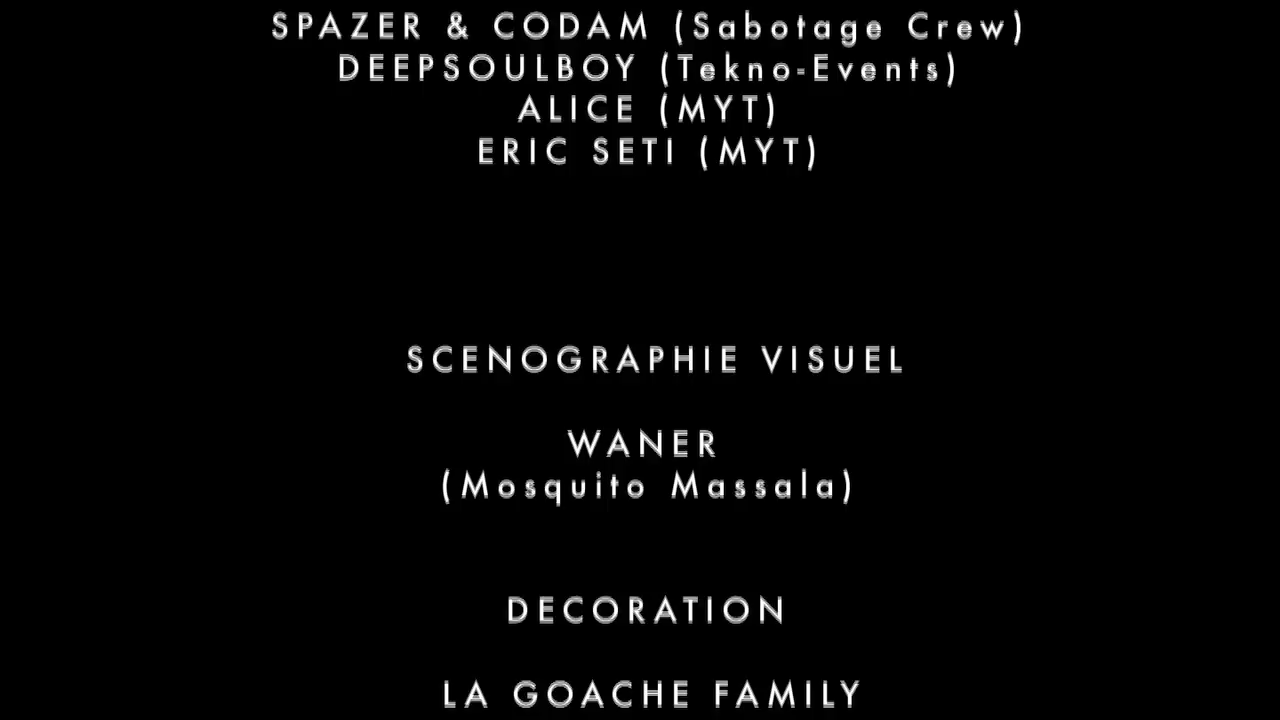 SPAZER & CODAM (Sabotage Crew)
DEEPSOULBOY (Tekno-Events)
ALICE (MYT)
ERIC SETI (MYT)
SCENOGRAPHIE VISUEL
WANER
(Mosquito Massala)
DECORATION
LA GOACHE FAMILY